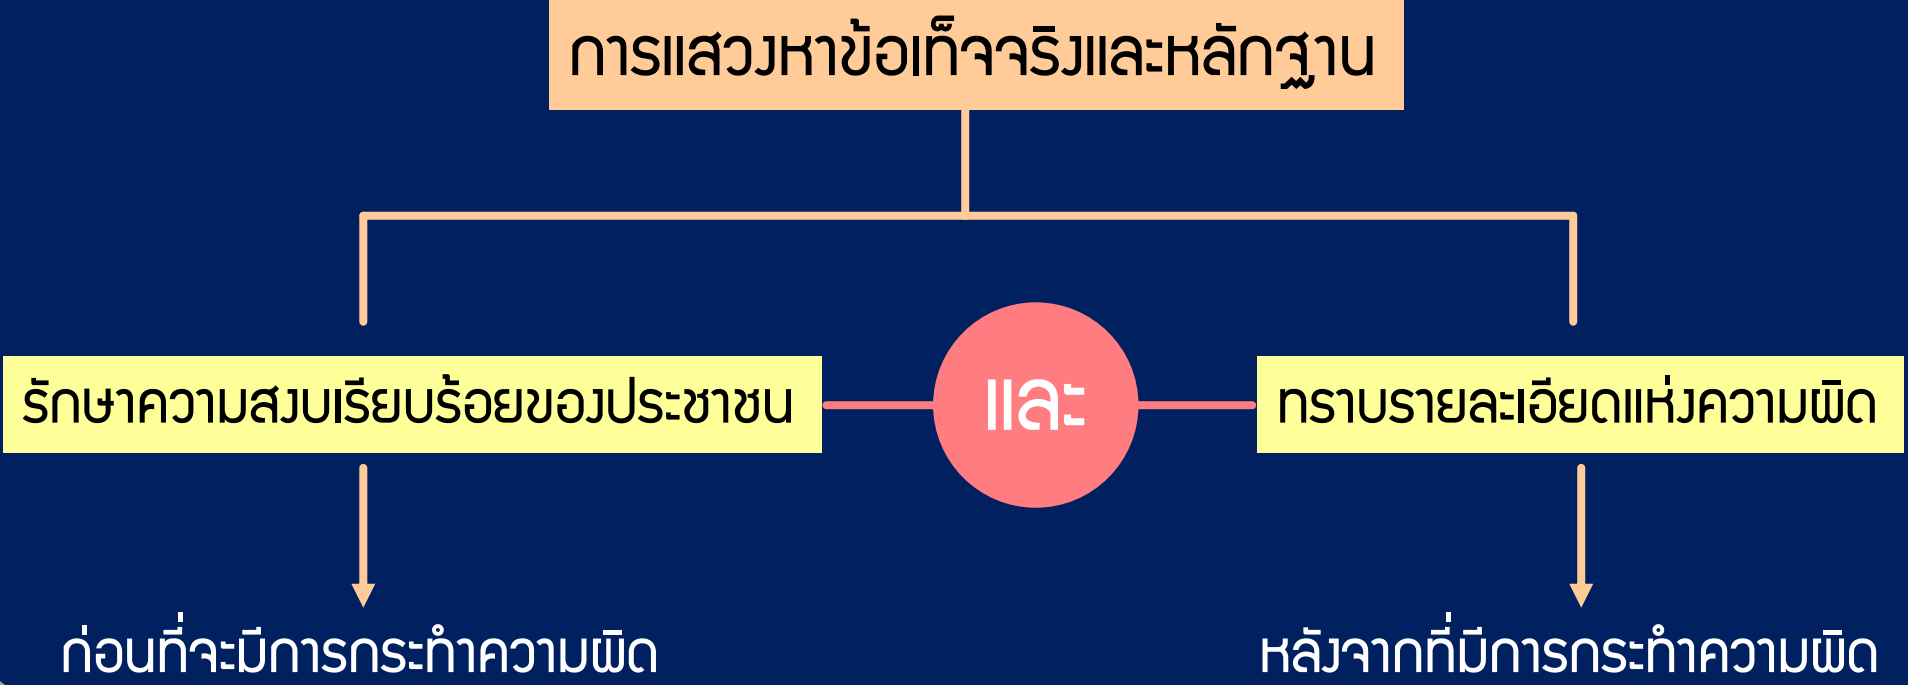 การแสวงหาข้อเท็จจริงและหลักฐาน
รักษาความสงบเรียบร้อยของประชาชน
และ
ทราบรายละเอียดแห่งความผิด
ก่อนที่จะมีการกระทำความผิด
หลังจากที่มีการกระทำความผิด